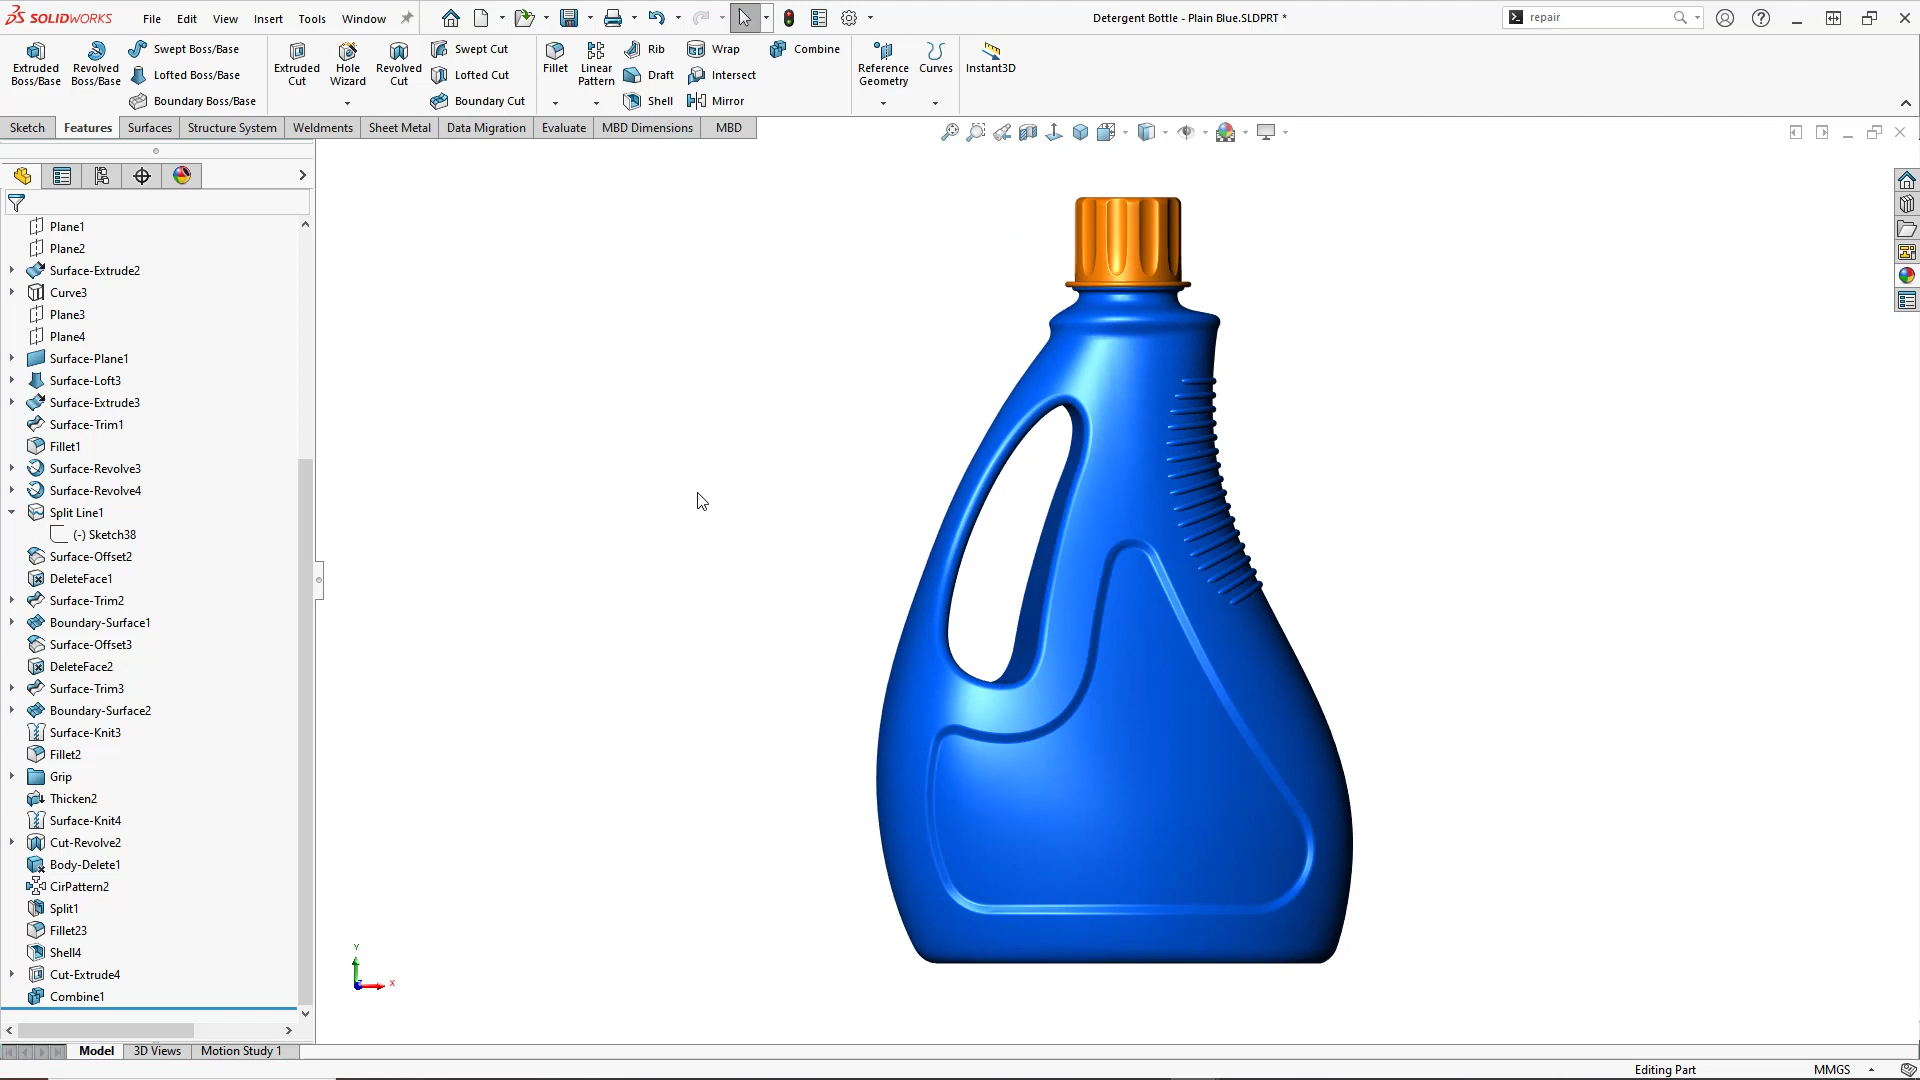 SOLIDWORKS
File Edit View Insert Tools Window
Detergent Bottle - Plain Blue.SLDPRT *
repair
Extruded Boss/Base
Revolved Boss/Base
Swept Boss/Base
Lofted Boss/Base
Boundary Boss/Base
Extruded Cut
Hole Wizard
Revolved Cut
Swept Cut
Lofted Cut
Boundary Cut
Fillet
Linear Pattern
Rib
Draft
Shell
Wrap
Intersect
Mirror
Combine
Reference Geometry
Curves
Instant3D
Sketch Features Surfaces Structure System Weldments Sheet Metal Data Migration Evaluate MBD Dimensions MBD
Plane1
Plane2
Surface-Extrude2
Curve3
Plane3
Plane4
Surface-Plane1
Surface-Loft3
Surface-Extrude3
Surface-Trim1
Fillet1
Surface-Revolve3
Surface-Revolve4
Split Line1
(-) Sketch38
Surface-Offset2
DeleteFace1
Surface-Trim2
Boundary-Surface1
Surface-Offset3
DeleteFace2
Surface-Trim3
Boundary-Surface2
Surface-Knit3
Fillet2
Grip
Thicken2
Surface-Knit4
Cut-Revolve2
Body-Delete1
CirPattern2
Split1
Fillet23
Shell4
Cut-Extrude4
Combine1
Y
X
Model 3D Views Motion Study 1
Editing Part MMGS